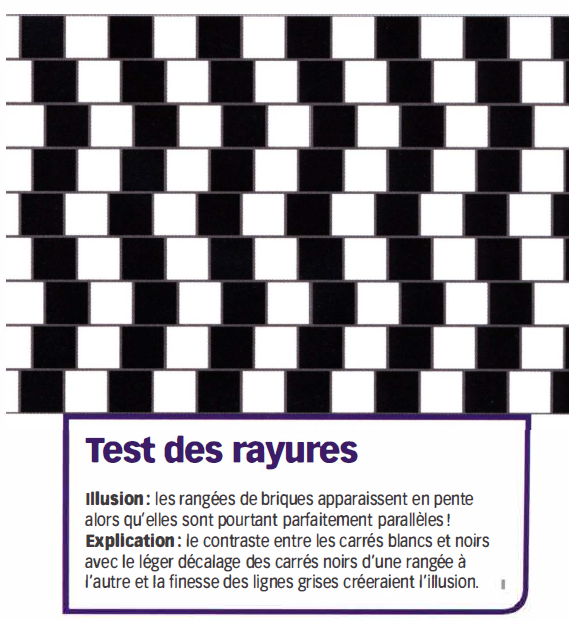 Test des rayures
Illusion : les rangées de briques apparaissent en pente
alors qu'elles sont pourtant parfaitement parallèles !
Explication : le contraste entre les carrés blancs et noirs
avec le léger décalage des carrés noirs d'une rangée à
l'autre et la finesse des lignes grises créeraient l'illusion.